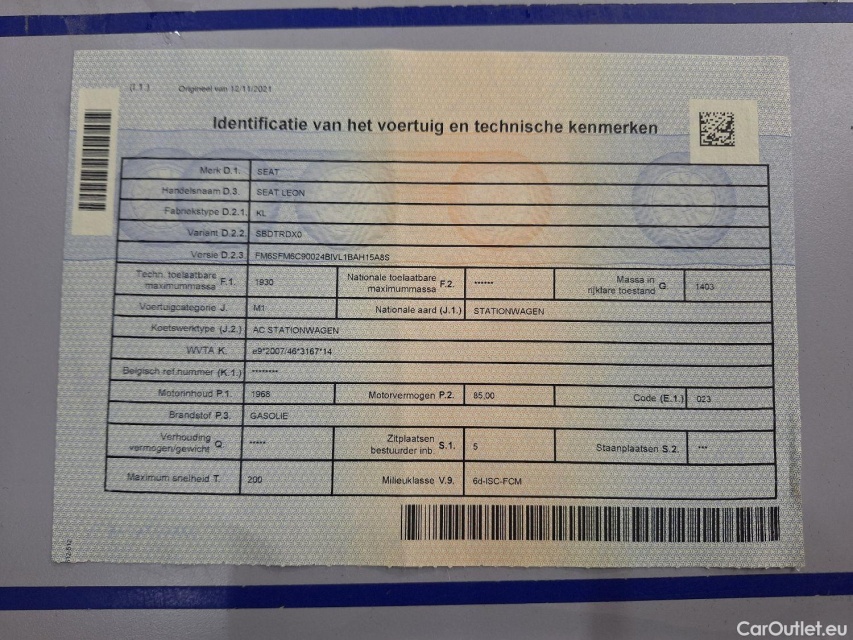 (I.1.) Origineel van 12/11/2021
Identificatie van het voertuig en technische kenmerken
Merk D.1. SEAT
Handelsnaam D.3. SEAT LEON
Fabriekstype D.2.1. KL
Variant D.2.2. SBDTRDX0
Versie D.2.3. FM6SFM6C90024BIVL1BAH15A8S
Techn. toelaatbare maximummassa F.1. 1930 Nationale toelaatbare maximummassa F.2. ****** Massa in rijklare toestand G. 1403
Voertuigcategorie J. M1 Nationale aard (J.1.) STATIONWAGEN
Koetswerktype (J.2.) AC STATIONWAGEN
WVTA K. e9*2007/46*3167*14
Belgisch ref.nummer (K.1.) ********
Motorinhoud P.1. 1968 Motorvermogen P.2. 85,00 Code (E.1.) 023
Brandstof P.3. GASOLIE
Verhouding vermogen/gewicht Q. ***** Zitplaatsen bestuurder inb. S.1. 5 Staanplaatsen S.2. ***
Maximum snelheid T. 200 Milieuklasse V.9. 6d-ISC-FCM
CarOutlet.eu